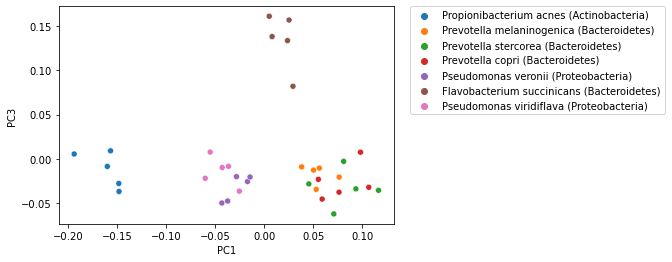 0.15
0.10
0.05
0.00
−0.05
PC3
−0.20
−0.15
−0.10
−0.05
0.00
0.05
0.10
PC1
Propionibacterium acnes (Actinobacteria)
Prevotella melaninogenica (Bacteroidetes)
Prevotella stercorea (Bacteroidetes)
Prevotella copri (Bacteroidetes)
Pseudomonas veronii (Proteobacteria)
Flavobacterium succinicans (Bacteroidetes)
Pseudomonas viridiflava (Proteobacteria)